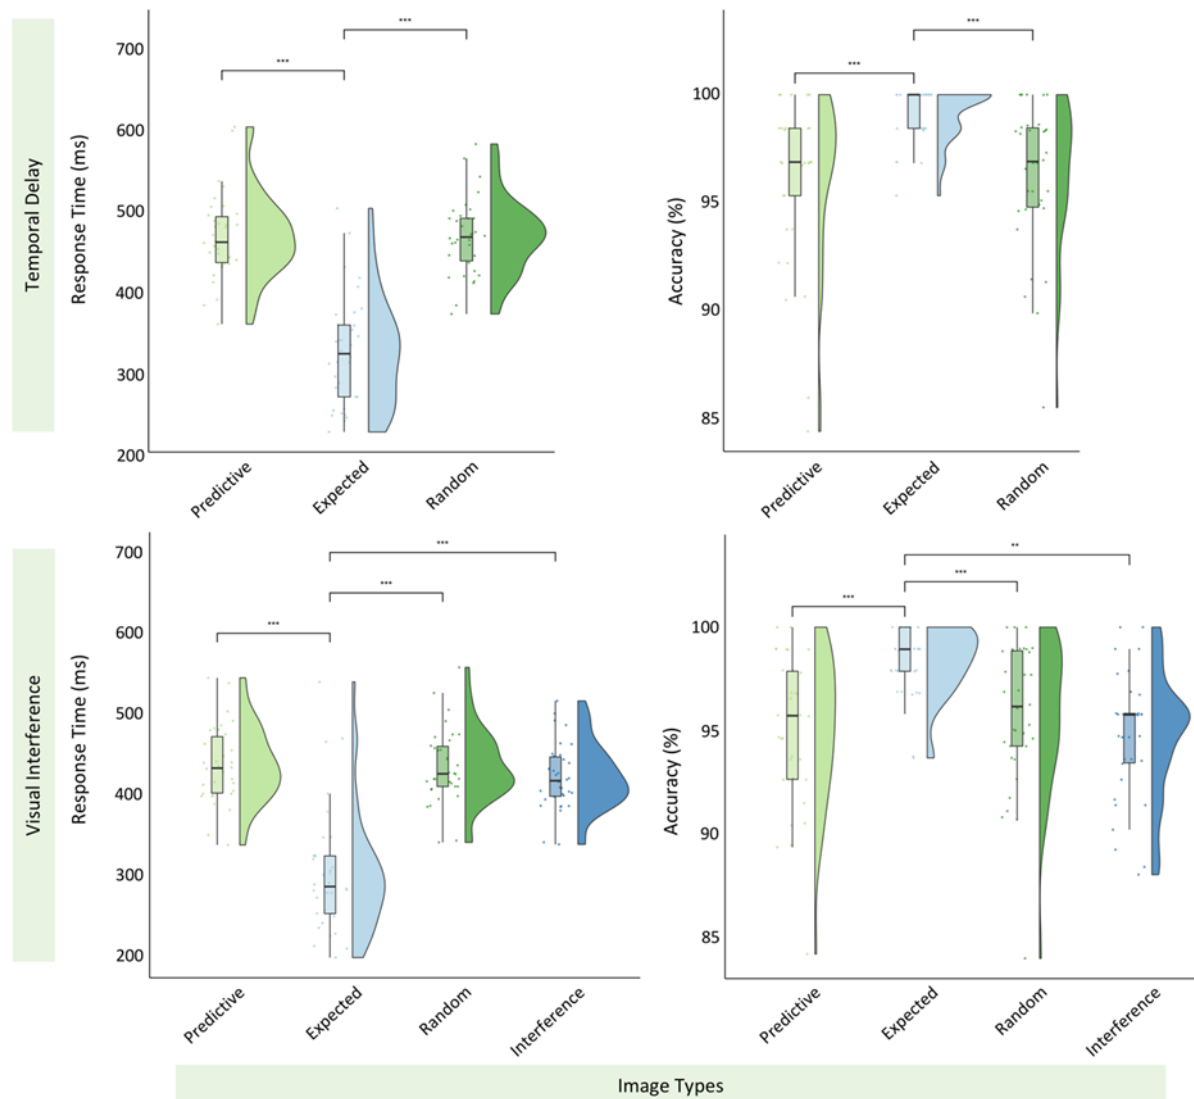 Temporal Delay
Response Time (ms)
700
600
500
400
300
200
***
***
Predictive
Expected
Random
Accuracy (%)
100
95
90
85
***
***
Predictive
Expected
Random
Visual Interference
Response Time (ms)
700
600
500
400
300
200
***
***
***
Predictive
Expected
Random
Interference
Accuracy (%)
100
95
90
85
**
***
***
Predictive
Expected
Random
Interference
Image Types